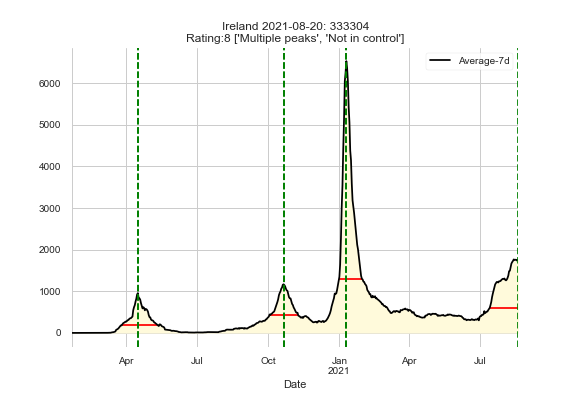 Ireland 2021-08-20: 333304
Rating:8 ['Multiple peaks', 'Not in control']
Average-7d
6000
5000
4000
3000
2000
1000
0
Apr
Jul
Oct
Jan
2021
Apr
Jul
Date